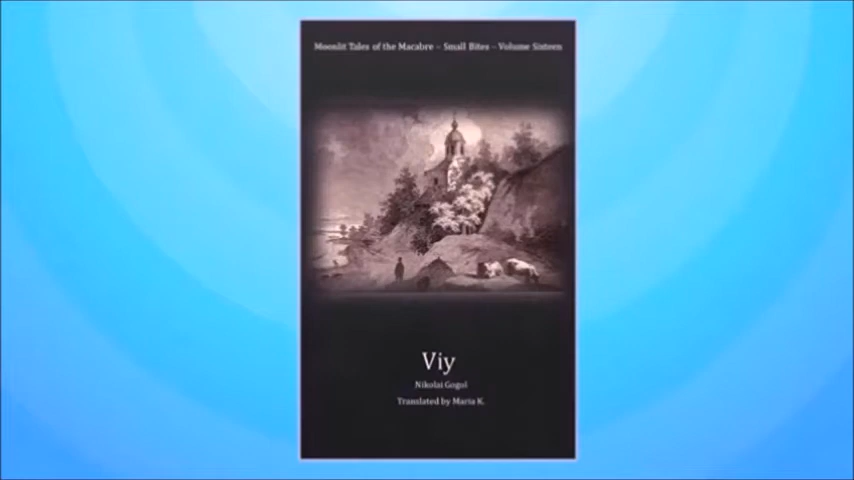 Moonlit Tales of the Macabre – Small Bites – Volume Sixteen
Viy
Nikolai Gogol
Translated by Maria K.